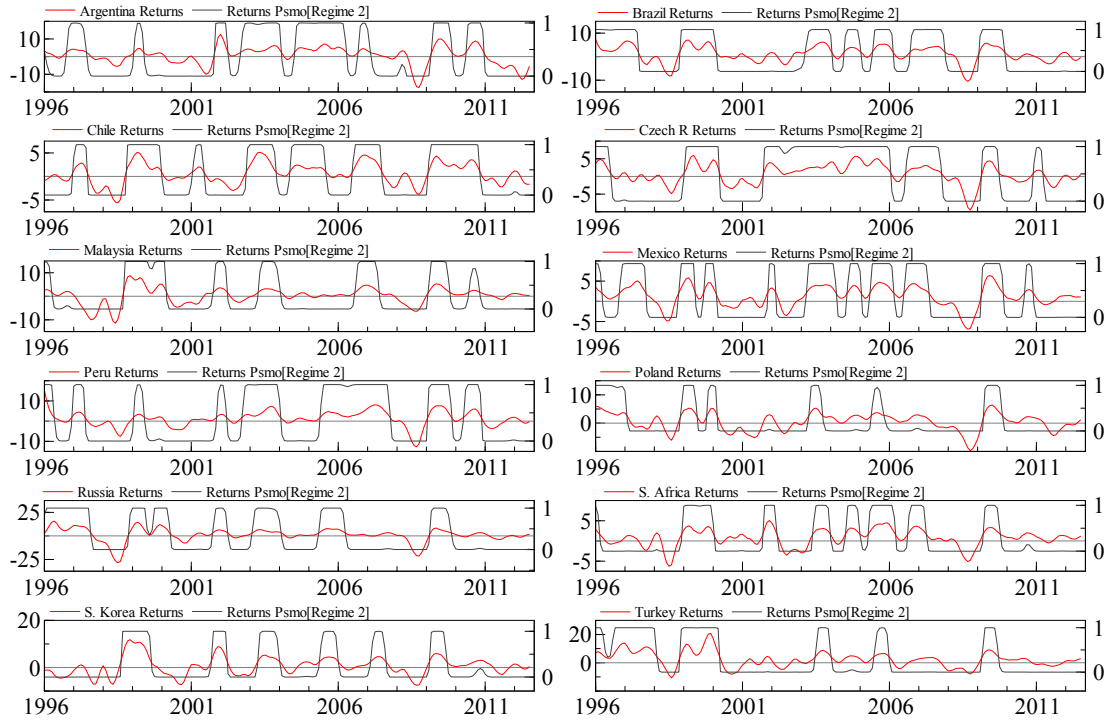 Argentina Returns Returns Psmo[Regime 2]
10
-10
1
0
1996 2001 2006 2011
Brazil Returns Returns Psmo[Regime 2]
10
-10
1
0
1996 2001 2006 2011
Chile Returns Returns Psmo[Regime 2]
5
-5
1
0
1996 2001 2006 2011
Czech R Returns Returns Psmo[Regime 2]
5
-5
1
0
1996 2001 2006 2011
Malaysia Returns Returns Psmo[Regime 2]
10
-10
1
0
1996 2001 2006 2011
Mexico Returns Returns Psmo[Regime 2]
5
-5
1
0
1996 2001 2006 2011
Peru Returns Returns Psmo[Regime 2]
10
-10
1
0
1996 2001 2006 2011
Poland Returns Returns Psmo[Regime 2]
10
0
1
0
1996 2001 2006 2011
Russia Returns Returns Psmo[Regime 2]
25
-25
1
0
1996 2001 2006 2011
S. Africa Returns Returns Psmo[Regime 2]
5
-5
1
0
1996 2001 2006 2011
S. Korea Returns Returns Psmo[Regime 2]
20
0
1
0
1996 2001 2006 2011
Turkey Returns Returns Psmo[Regime 2]
20
0
1
0
1996 2001 2006 2011